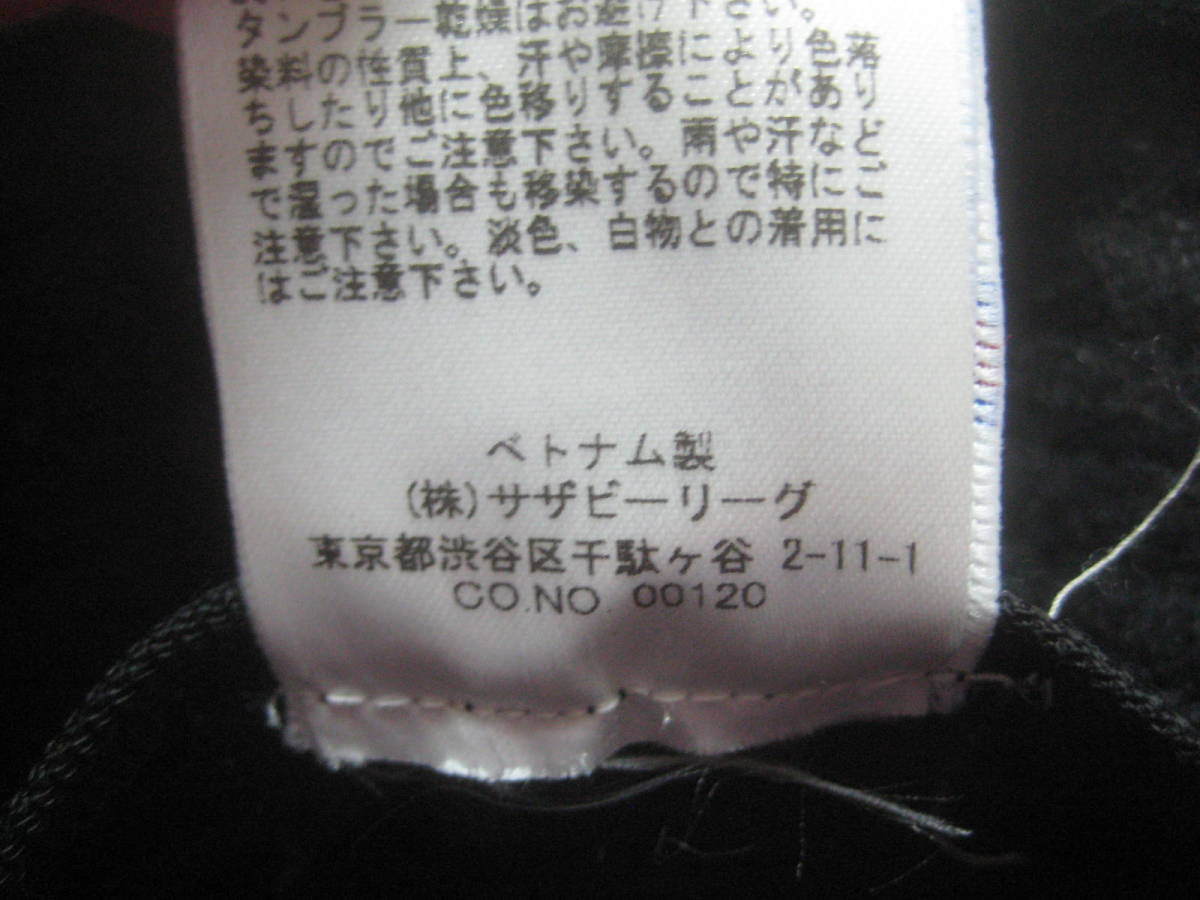 タンブラー乾燥はお避け下さい。
染料の性質上、汗や摩擦により色落
ちしたり他に色移りすることがあり
ますのでご注意下さい。雨や汗など
で湿った場合も移染するので特にご
注意下さい。淡色、白物との着用に
はご注意下さい。
ベトナム製
(株)サザビーリーグ
東京都渋谷区千駄ヶ谷 2-11-1
CO.NO. 00120